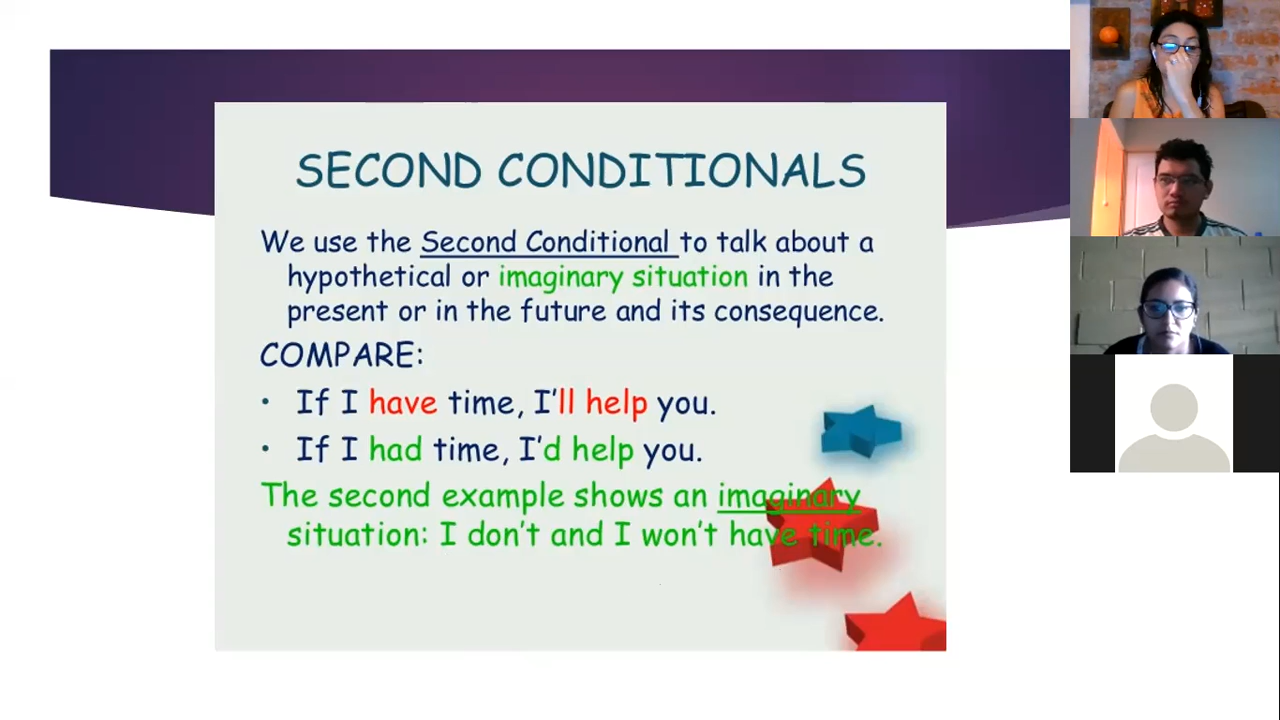 SECOND CONDITIONALS
We use the Second Conditional to talk about a
hypothetical or imaginary situation in the
present or in the future and its consequence.
COMPARE:
• If I have time, I'll help you.
• If I had time, I'd help you.
The second example shows an imaginary
situation: I don't and I won't have time.